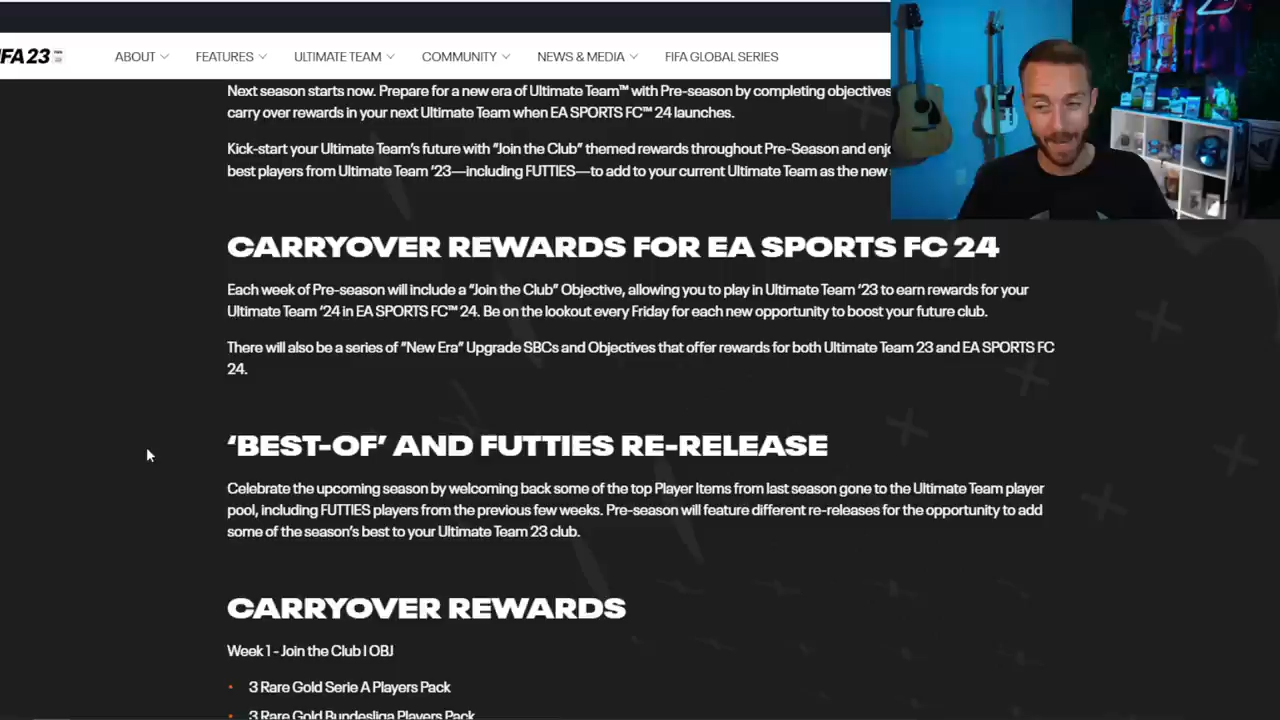 FA 23
ABOUT
FEATURES
ULTIMATE TEAM
COMMUNITY
NEWS & MEDIA
FIFA GLOBAL SERIES
Next season starts now. Prepare for a new era of Ultimate Team™ with Pre-season by completing objectives
carry over rewards in your next Ultimate Team when EA SPORTS FC™ 24 launches.
Kick-start your Ultimate Team's future with “Join the Club” themed rewards throughout Pre-Season and enjo
best players from Ultimate Team '23—including FUTTIES—to add to your current Ultimate Team as the new
CARRYOVER REWARDS FOR EA SPORTS FC 24
Each week of Pre-season will include a “Join the Club” Objective, allowing you to play in Ultimate Team '23 to earn rewards for your
Ultimate Team '24 in EA SPORTS FC™ 24. Be on the lookout every Friday for each new opportunity to boost your future club.
There will also be a series of “New Era” Upgrade SBCs and Objectives that offer rewards for both Ultimate Team 23 and EA SPORTS FC
24.
‘BEST-OF’ AND FUTTIES RE-RELEASE
Celebrate the upcoming season by welcoming back some of the top Player Items from last season gone to the Ultimate Team player
pool, including FUTTIES players from the previous few weeks. Pre-season will feature different re-releases for the opportunity to add
some of the season's best to your Ultimate Team 23 club.
CARRYOVER REWARDS
Week 1 - Join the Club I OBJ
• 3 Rare Gold Serie A Players Pack
• 3 Rare Gold Bundesliga Players Pack